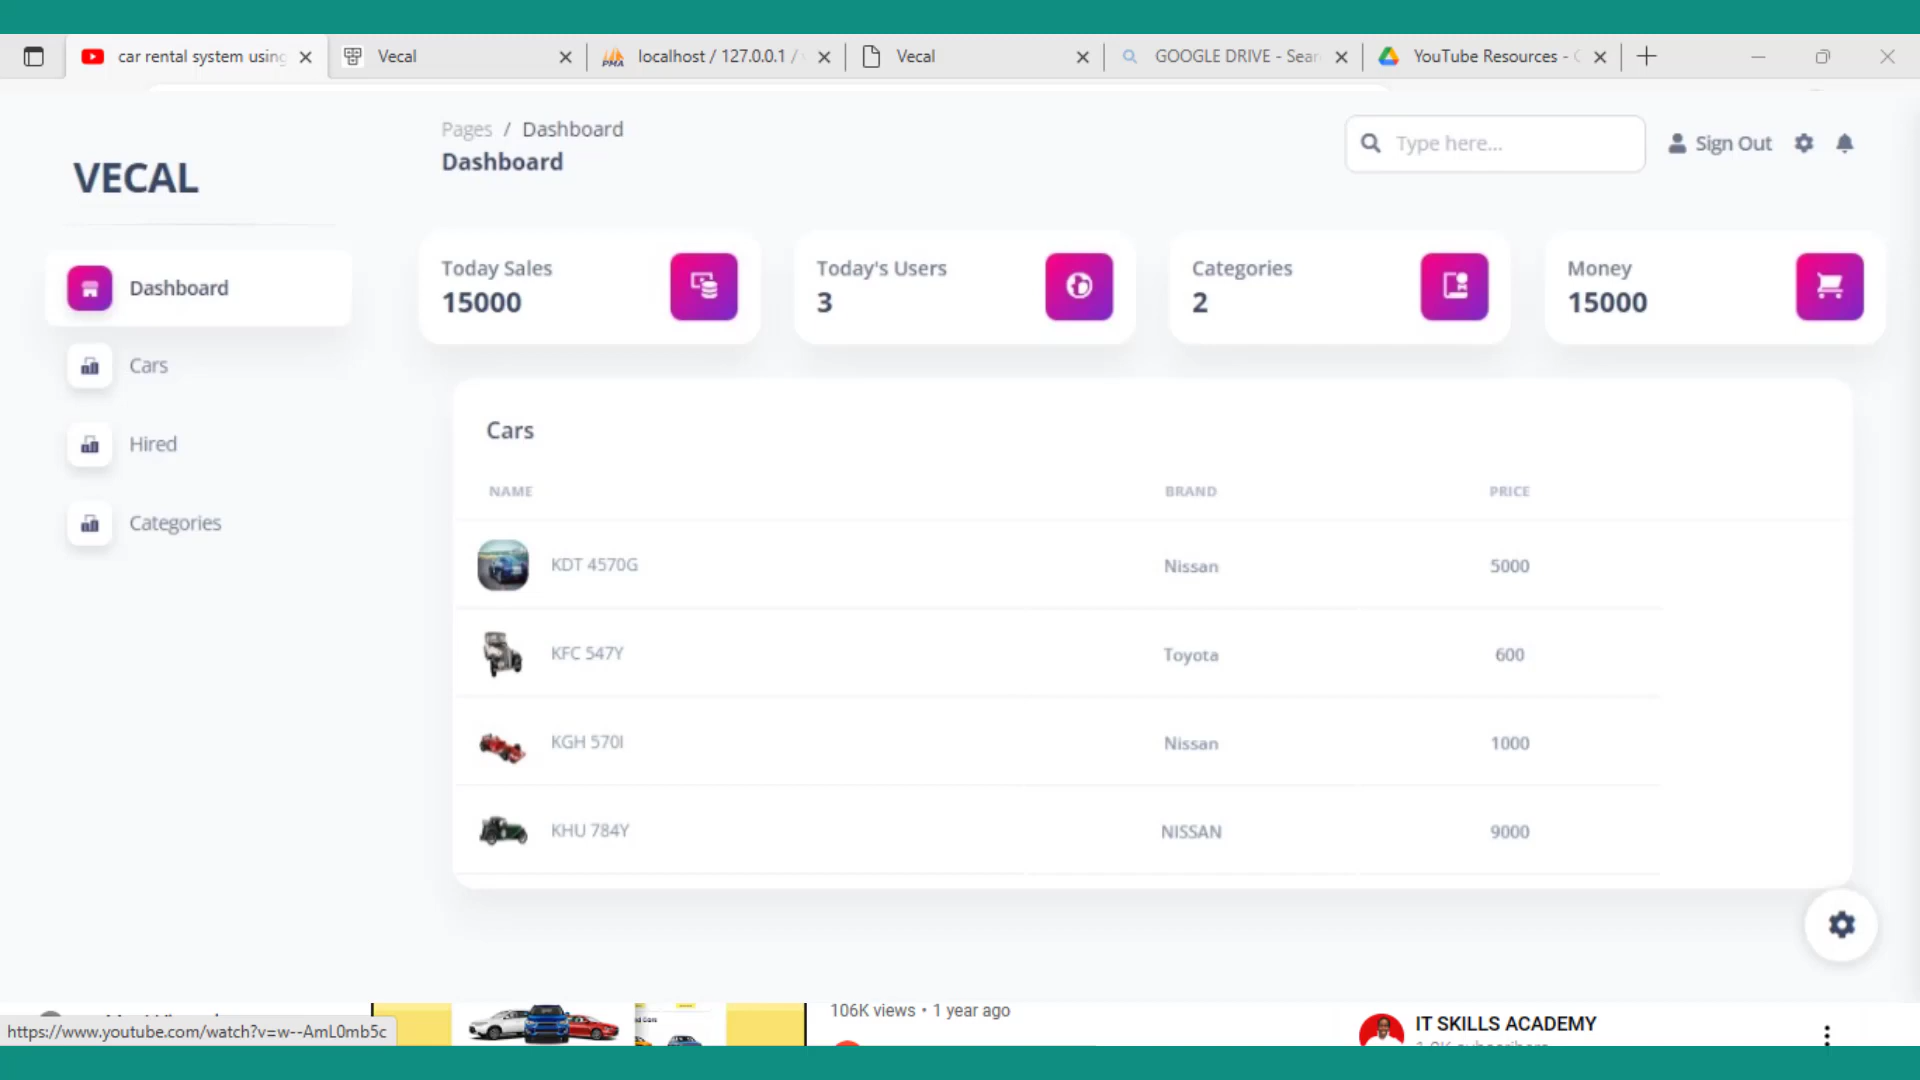 car rental system using
Vecal
localhost / 127.0.0.1 /
Vecal
GOOGLE DRIVE - Sear
YouTube Resources -
Pages / Dashboard
Dashboard
Type here...
Sign Out
VECAL
Dashboard
Cars
Hired
Categories
Today Sales
15000
Today's Users
3
Categories
2
Money
15000
Cars
NAME BRAND PRICE
KDT 4570G Nissan 5000
KFC 547Y Toyota 600
KGH 570I Nissan 1000
KHU 784Y NISSAN 9000
106K views • 1 year ago
https://www.youtube.com/watch?v=w--AmL0mb5c
IT SKILLS ACADEMY